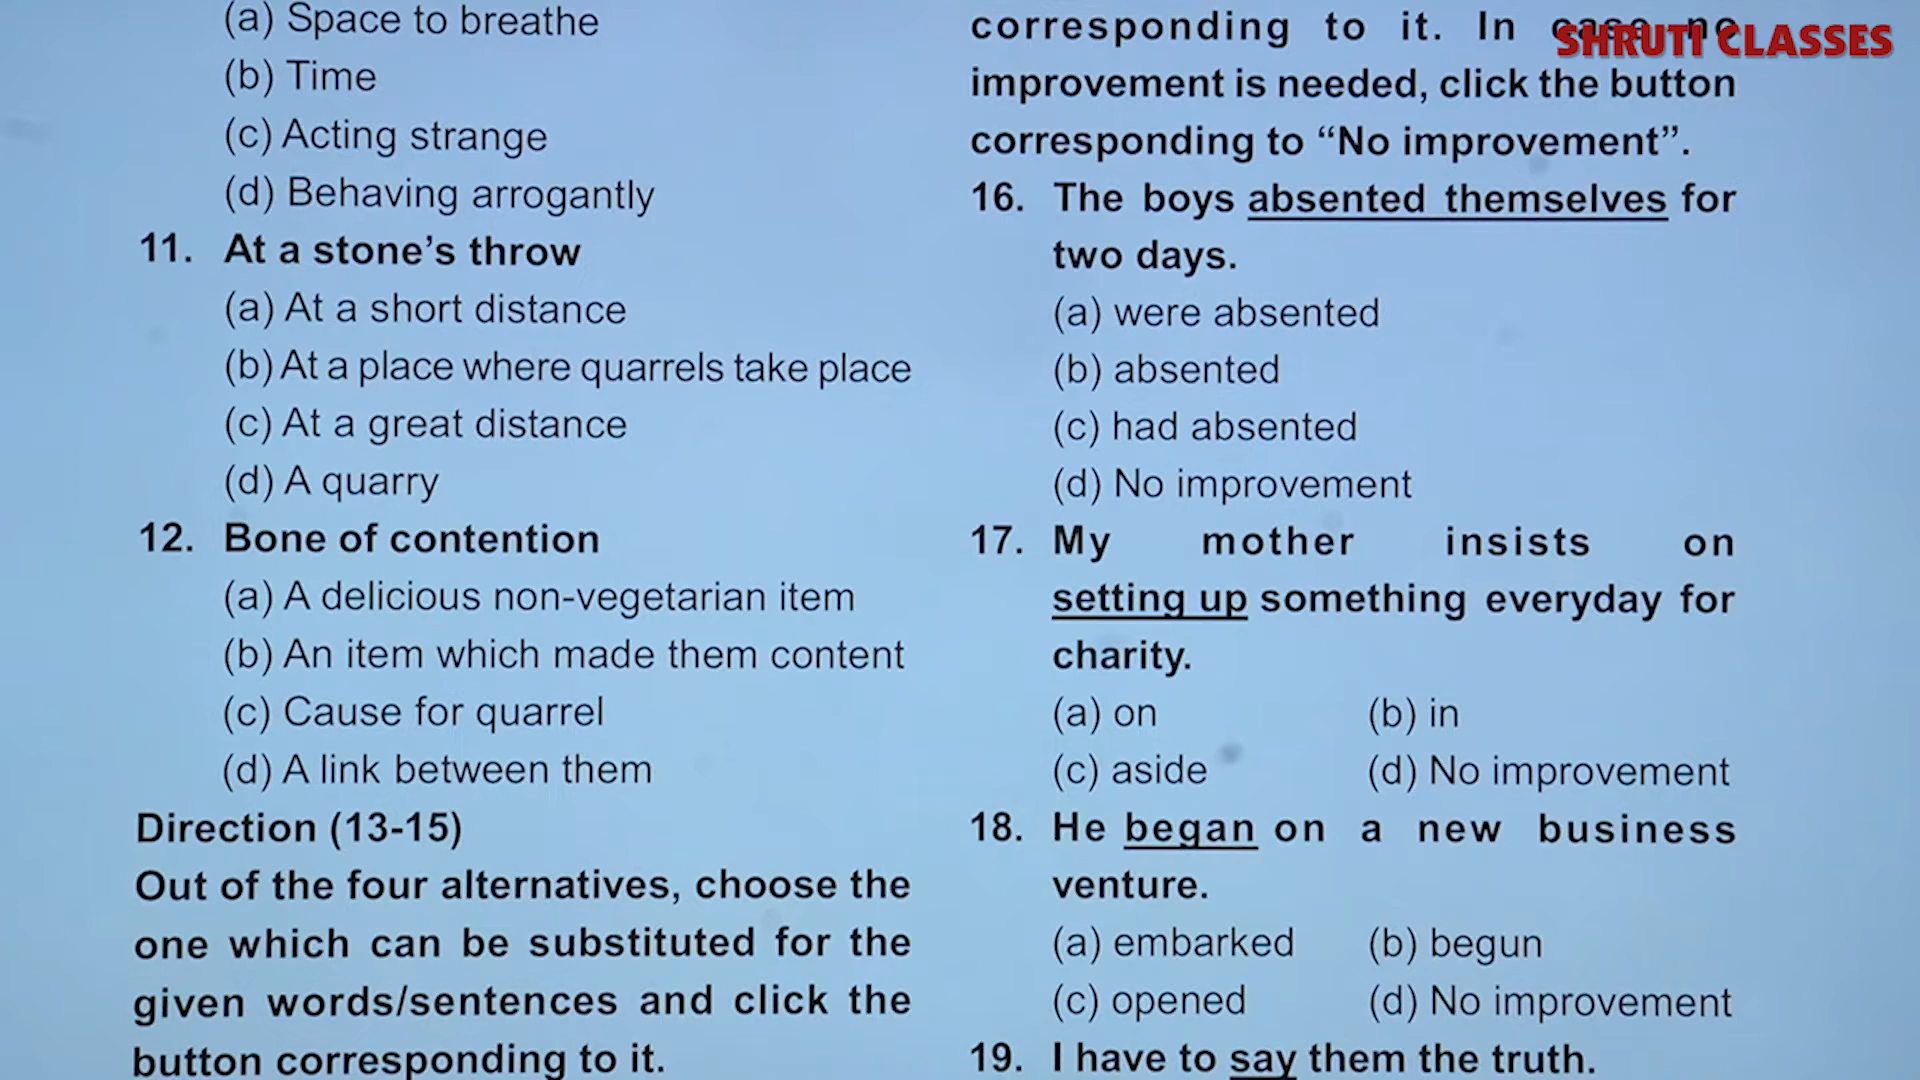 (a) Space to breathe
(b) Time
(c) Acting strange
(d) Behaving arrogantly
11. At a stone’s throw
(a) At a short distance
(b) At a place where quarrels take place
(c) At a great distance
(d) A quarry
12. Bone of contention
(a) A delicious non-vegetarian item
(b) An item which made them content
(c) Cause for quarrel
(d) A link between them
Direction (13-15)
Out of the four alternatives, choose the
one which can be substituted for the
given words/sentences and click the
button corresponding to it.
corresponding to it. In case no
SHRUTI CLASSES
improvement is needed, click the button
corresponding to “No improvement”.
16. The boys absented themselves for
two days.
(a) were absented
(b) absented
(c) had absented
(d) No improvement
17. My mother insists on
setting up something everyday for
charity.
(a) on (b) in
(c) aside (d) No improvement
18. He began on a new business
venture.
(a) embarked (b) begun
(c) opened (d) No improvement
19. I have to say them the truth.